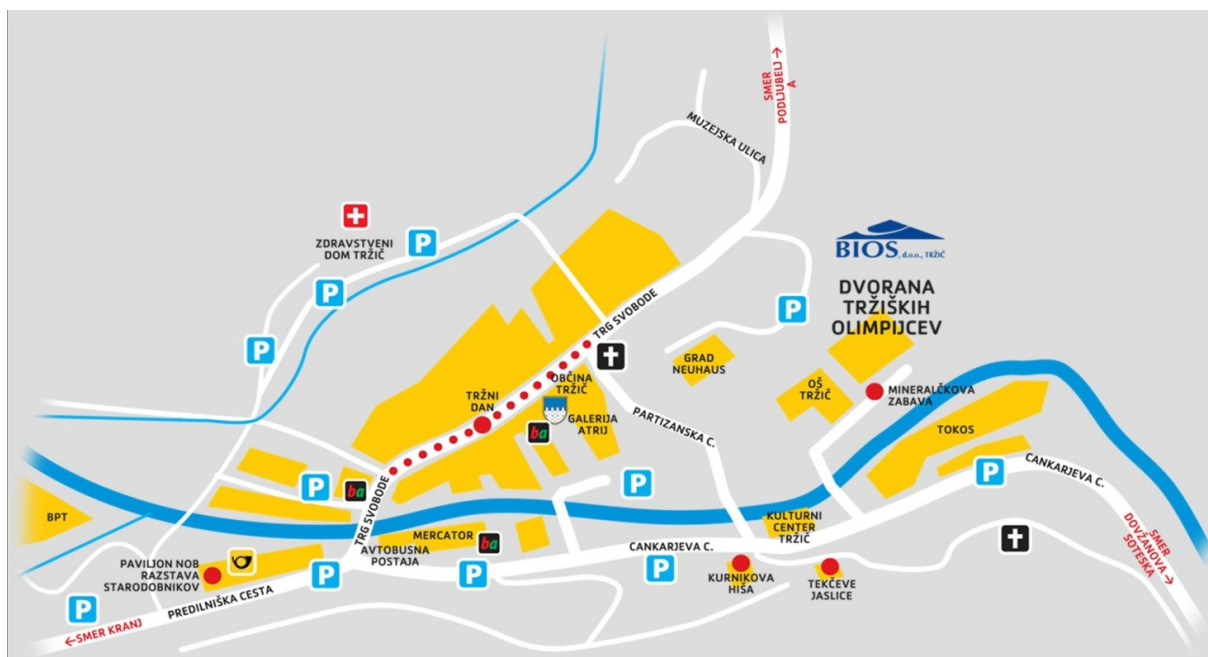 SMER
PODLJUBELJ →
A
MUZEJSKA ULICA
ZDRAVSTVENI
DOM TRŽIČ
P
P
P
BIOS, d.o.o., TRŽIČ
DVORANA
TRŽIŠKIH
OLIMPIJCEV
P
TRG SVOBODE
GRAD
NEUHAUS
OŠ
TRŽIČ
MINERALČKOVA
ZABAVA
OBČINA
TRŽIČ
TRŽNI
DAN
GALERIJA
ATRIJ
ba
PARTIZANSKA C.
TOKOS
CANKARJEVA C.
P
P
P
ba
TRG SVOBODE
BPT
MERCATOR
ba
AVTOBUSNA
POSTAJA
KULTURNI
CENTER
TRŽIČ
CANKARJEVA C.
SMER
DOVŽANOVA
SOTESKA →
PAVILJON NOB
RAZSTAVA
STARODOBNIKOV
P
P
P
KURNIKOVA
HIŠA
TEKČEVE
JASLICE
PREDILNIŠKA CESTA
P
← SMER KRANJ